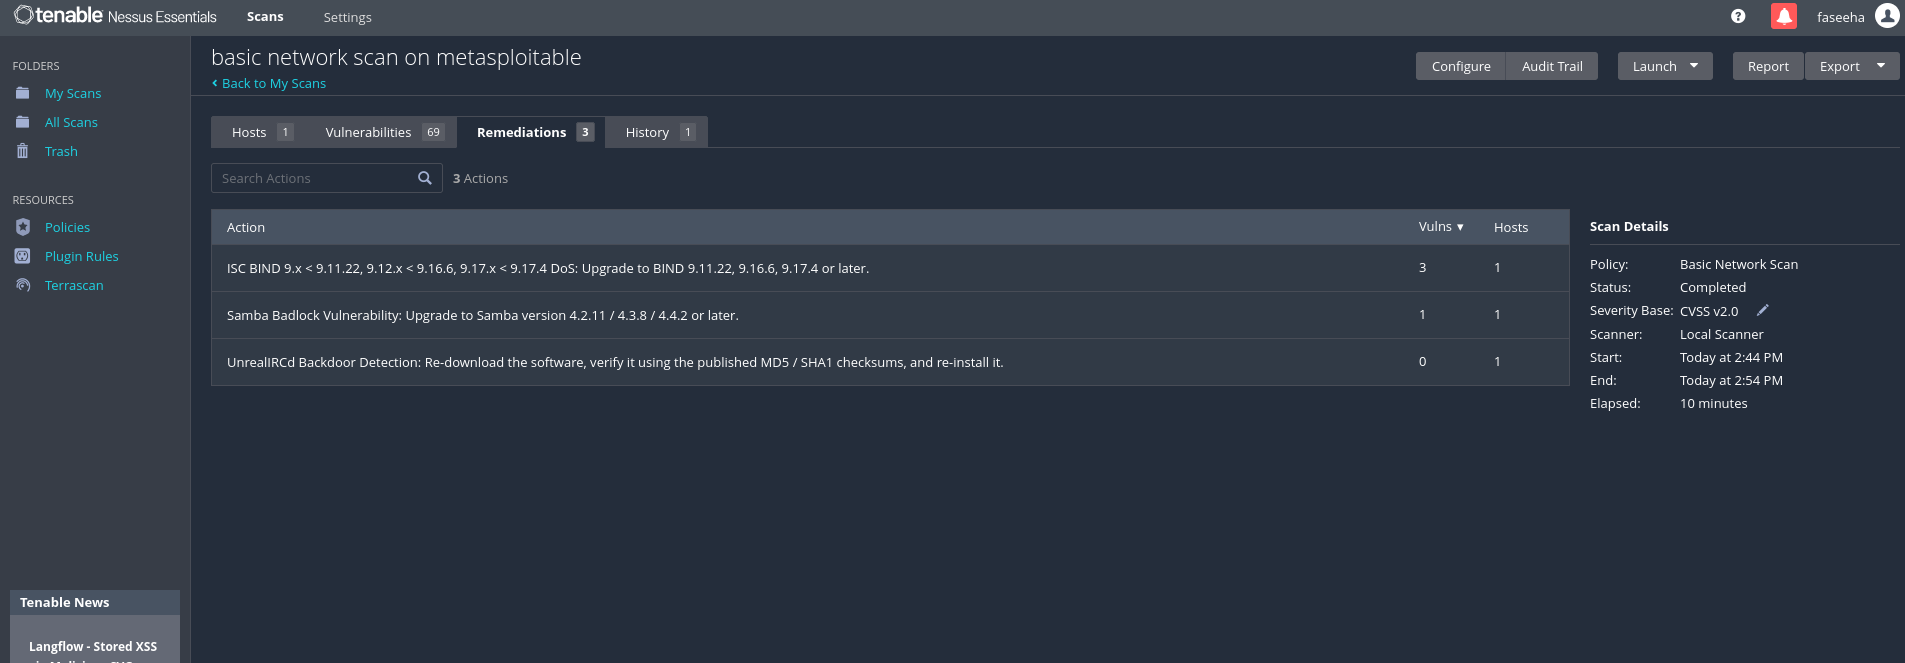 tenable Nessus Essentials Scans Settings faseeha
FOLDERS
My Scans
All Scans
Trash
RESOURCES
Policies
Plugin Rules
Terrascan
Tenable News
Langflow - Stored XSS
basic network scan on metasploitable
Back to My Scans
Configure Audit Trail Launch Report Export
Hosts 1 Vulnerabilities 69 Remediations 3 History 1
Search Actions 3 Actions
Action Vulns ▼ Hosts
ISC BIND 9.x < 9.11.22, 9.12.x < 9.16.6, 9.17.x < 9.17.4 DoS: Upgrade to BIND 9.11.22, 9.16.6, 9.17.4 or later. 3 1
Samba Badlock Vulnerability: Upgrade to Samba version 4.2.11 / 4.3.8 / 4.4.2 or later. 1 1
UnrealIRCd Backdoor Detection: Re-download the software, verify it using the published MD5 / SHA1 checksums, and re-install it. 0 1
Scan Details
Policy: Basic Network Scan
Status: Completed
Severity Base: CVSS v2.0
Scanner: Local Scanner
Start: Today at 2:44 PM
End: Today at 2:54 PM
Elapsed: 10 minutes